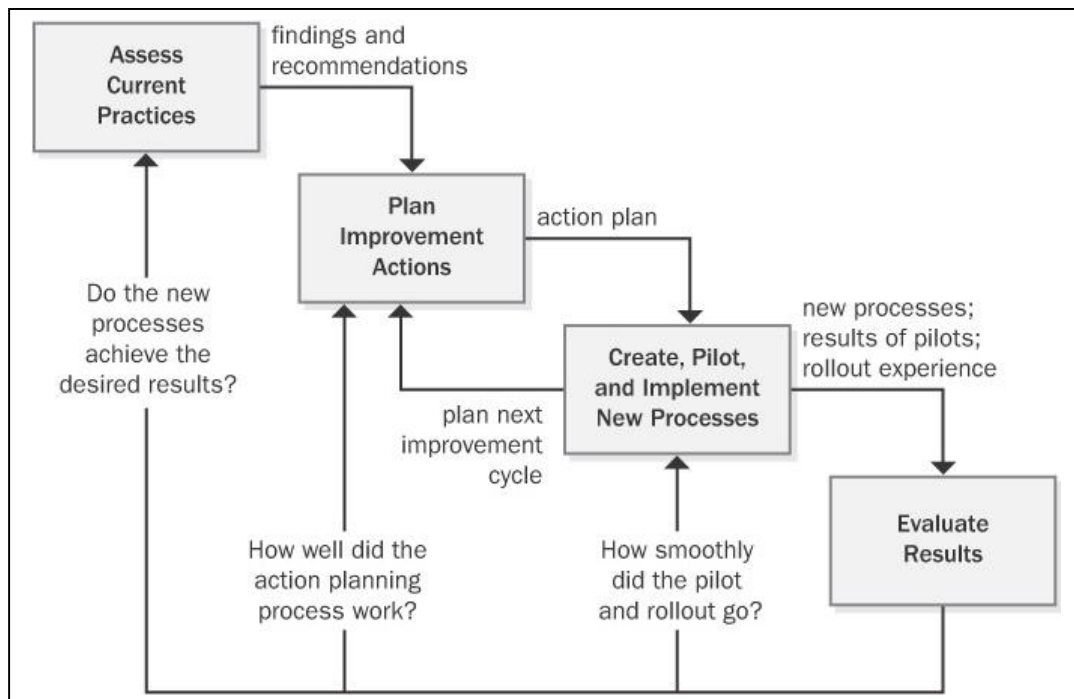 Assess
Current
Practices
findings and
recommendations
Plan
Improvement
Actions
action plan
Do the new
processes
achieve the
desired results?
Create, Pilot,
and Implement
New Processes
new processes;
results of pilots;
rollout experience
plan next
improvement
cycle
Evaluate
Results
How well did the
action planning
process work?
How smoothly
did the pilot
and rollout go?